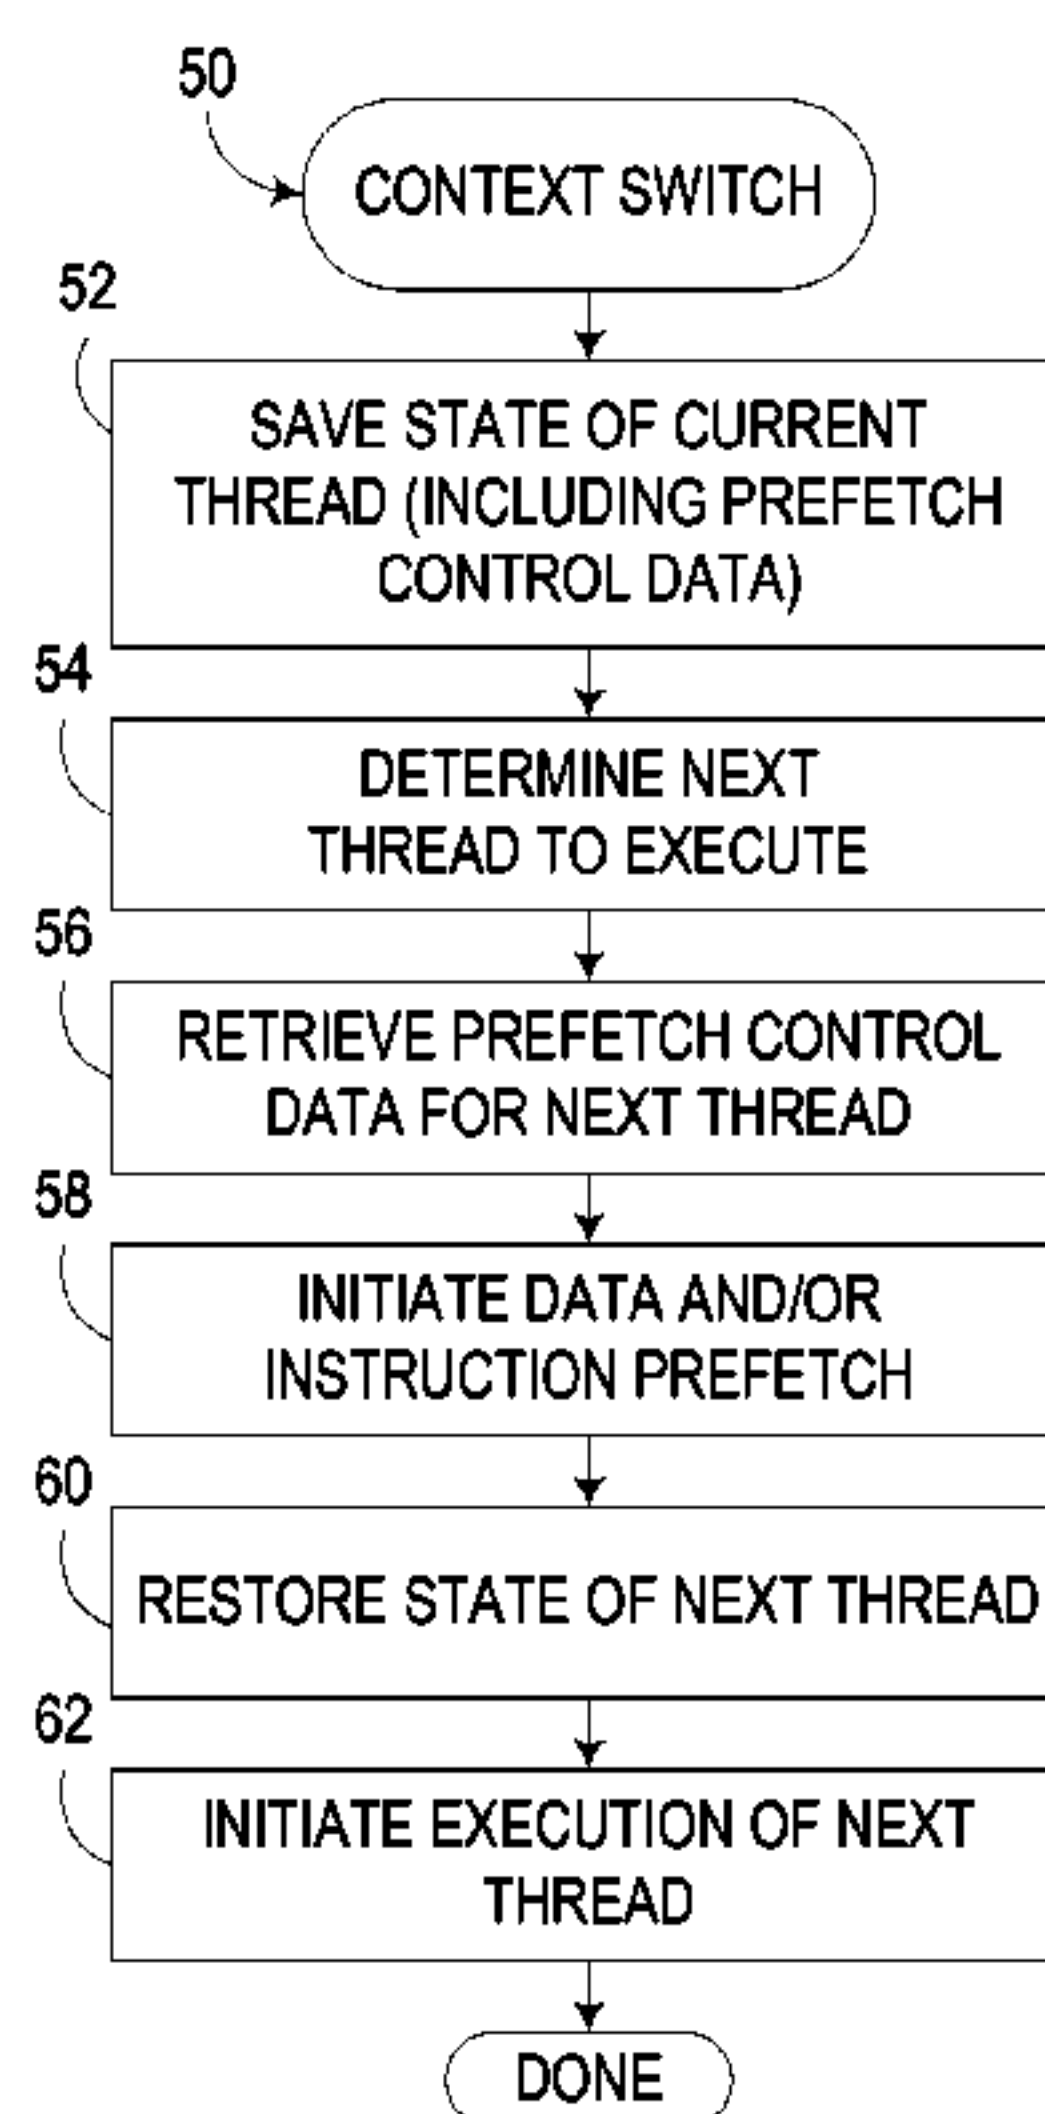 50
CONTEXT SWITCH
52
SAVE STATE OF CURRENT
THREAD (INCLUDING PREFETCH
CONTROL DATA)
54
DETERMINE NEXT
THREAD TO EXECUTE
56
RETRIEVE PREFETCH CONTROL
DATA FOR NEXT THREAD
58
INITIATE DATA AND/OR
INSTRUCTION PREFETCH
60
RESTORE STATE OF NEXT THREAD
62
INITIATE EXECUTION OF NEXT
THREAD
DONE